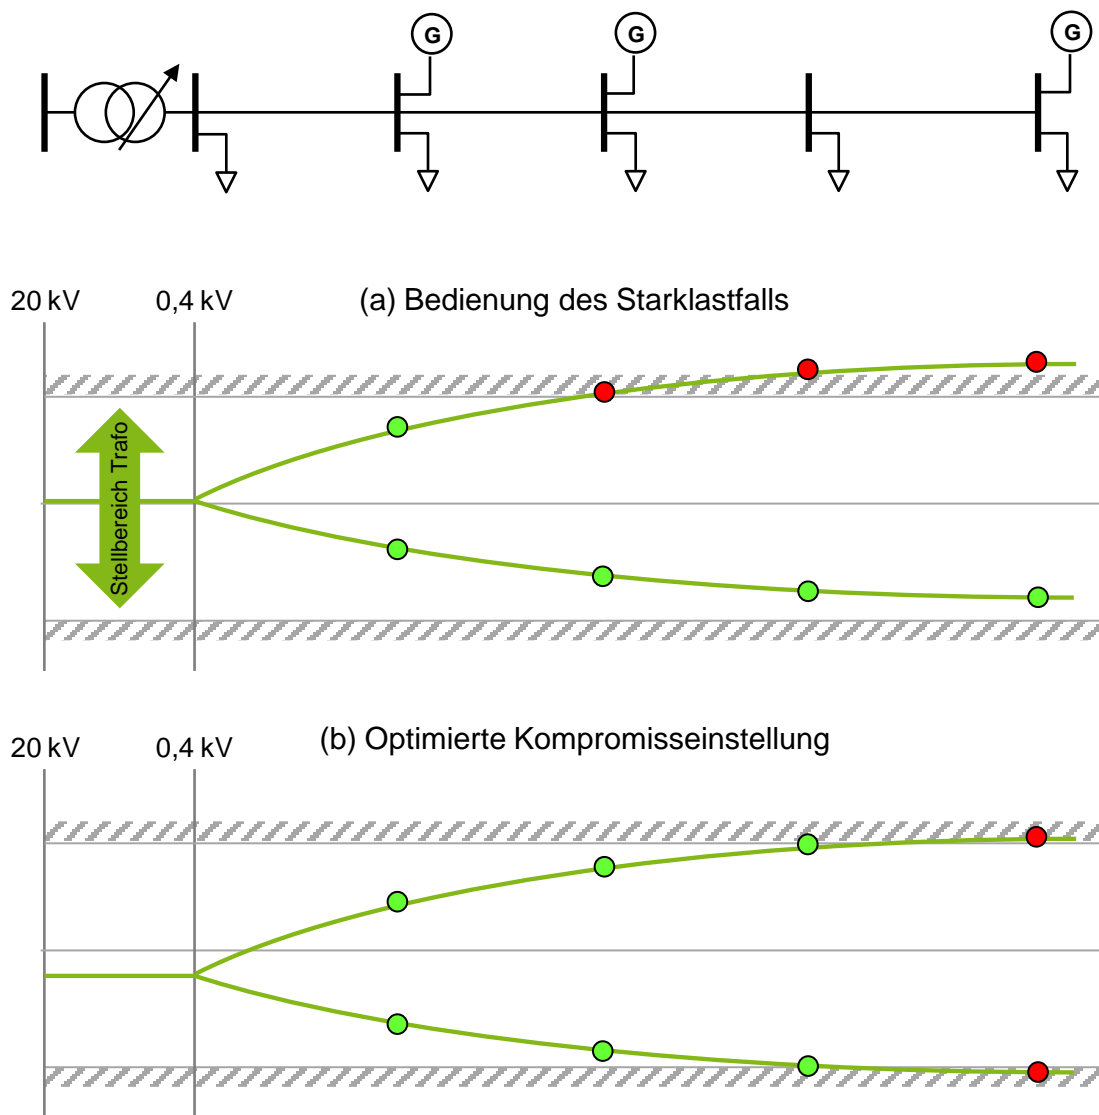 G
G
G
20 kV
0,4 kV
(a) Bedienung des Starklastfalls
Stellbereich Trafo
20 kV
0,4 kV
(b) Optimierte Kompromisseinstellung